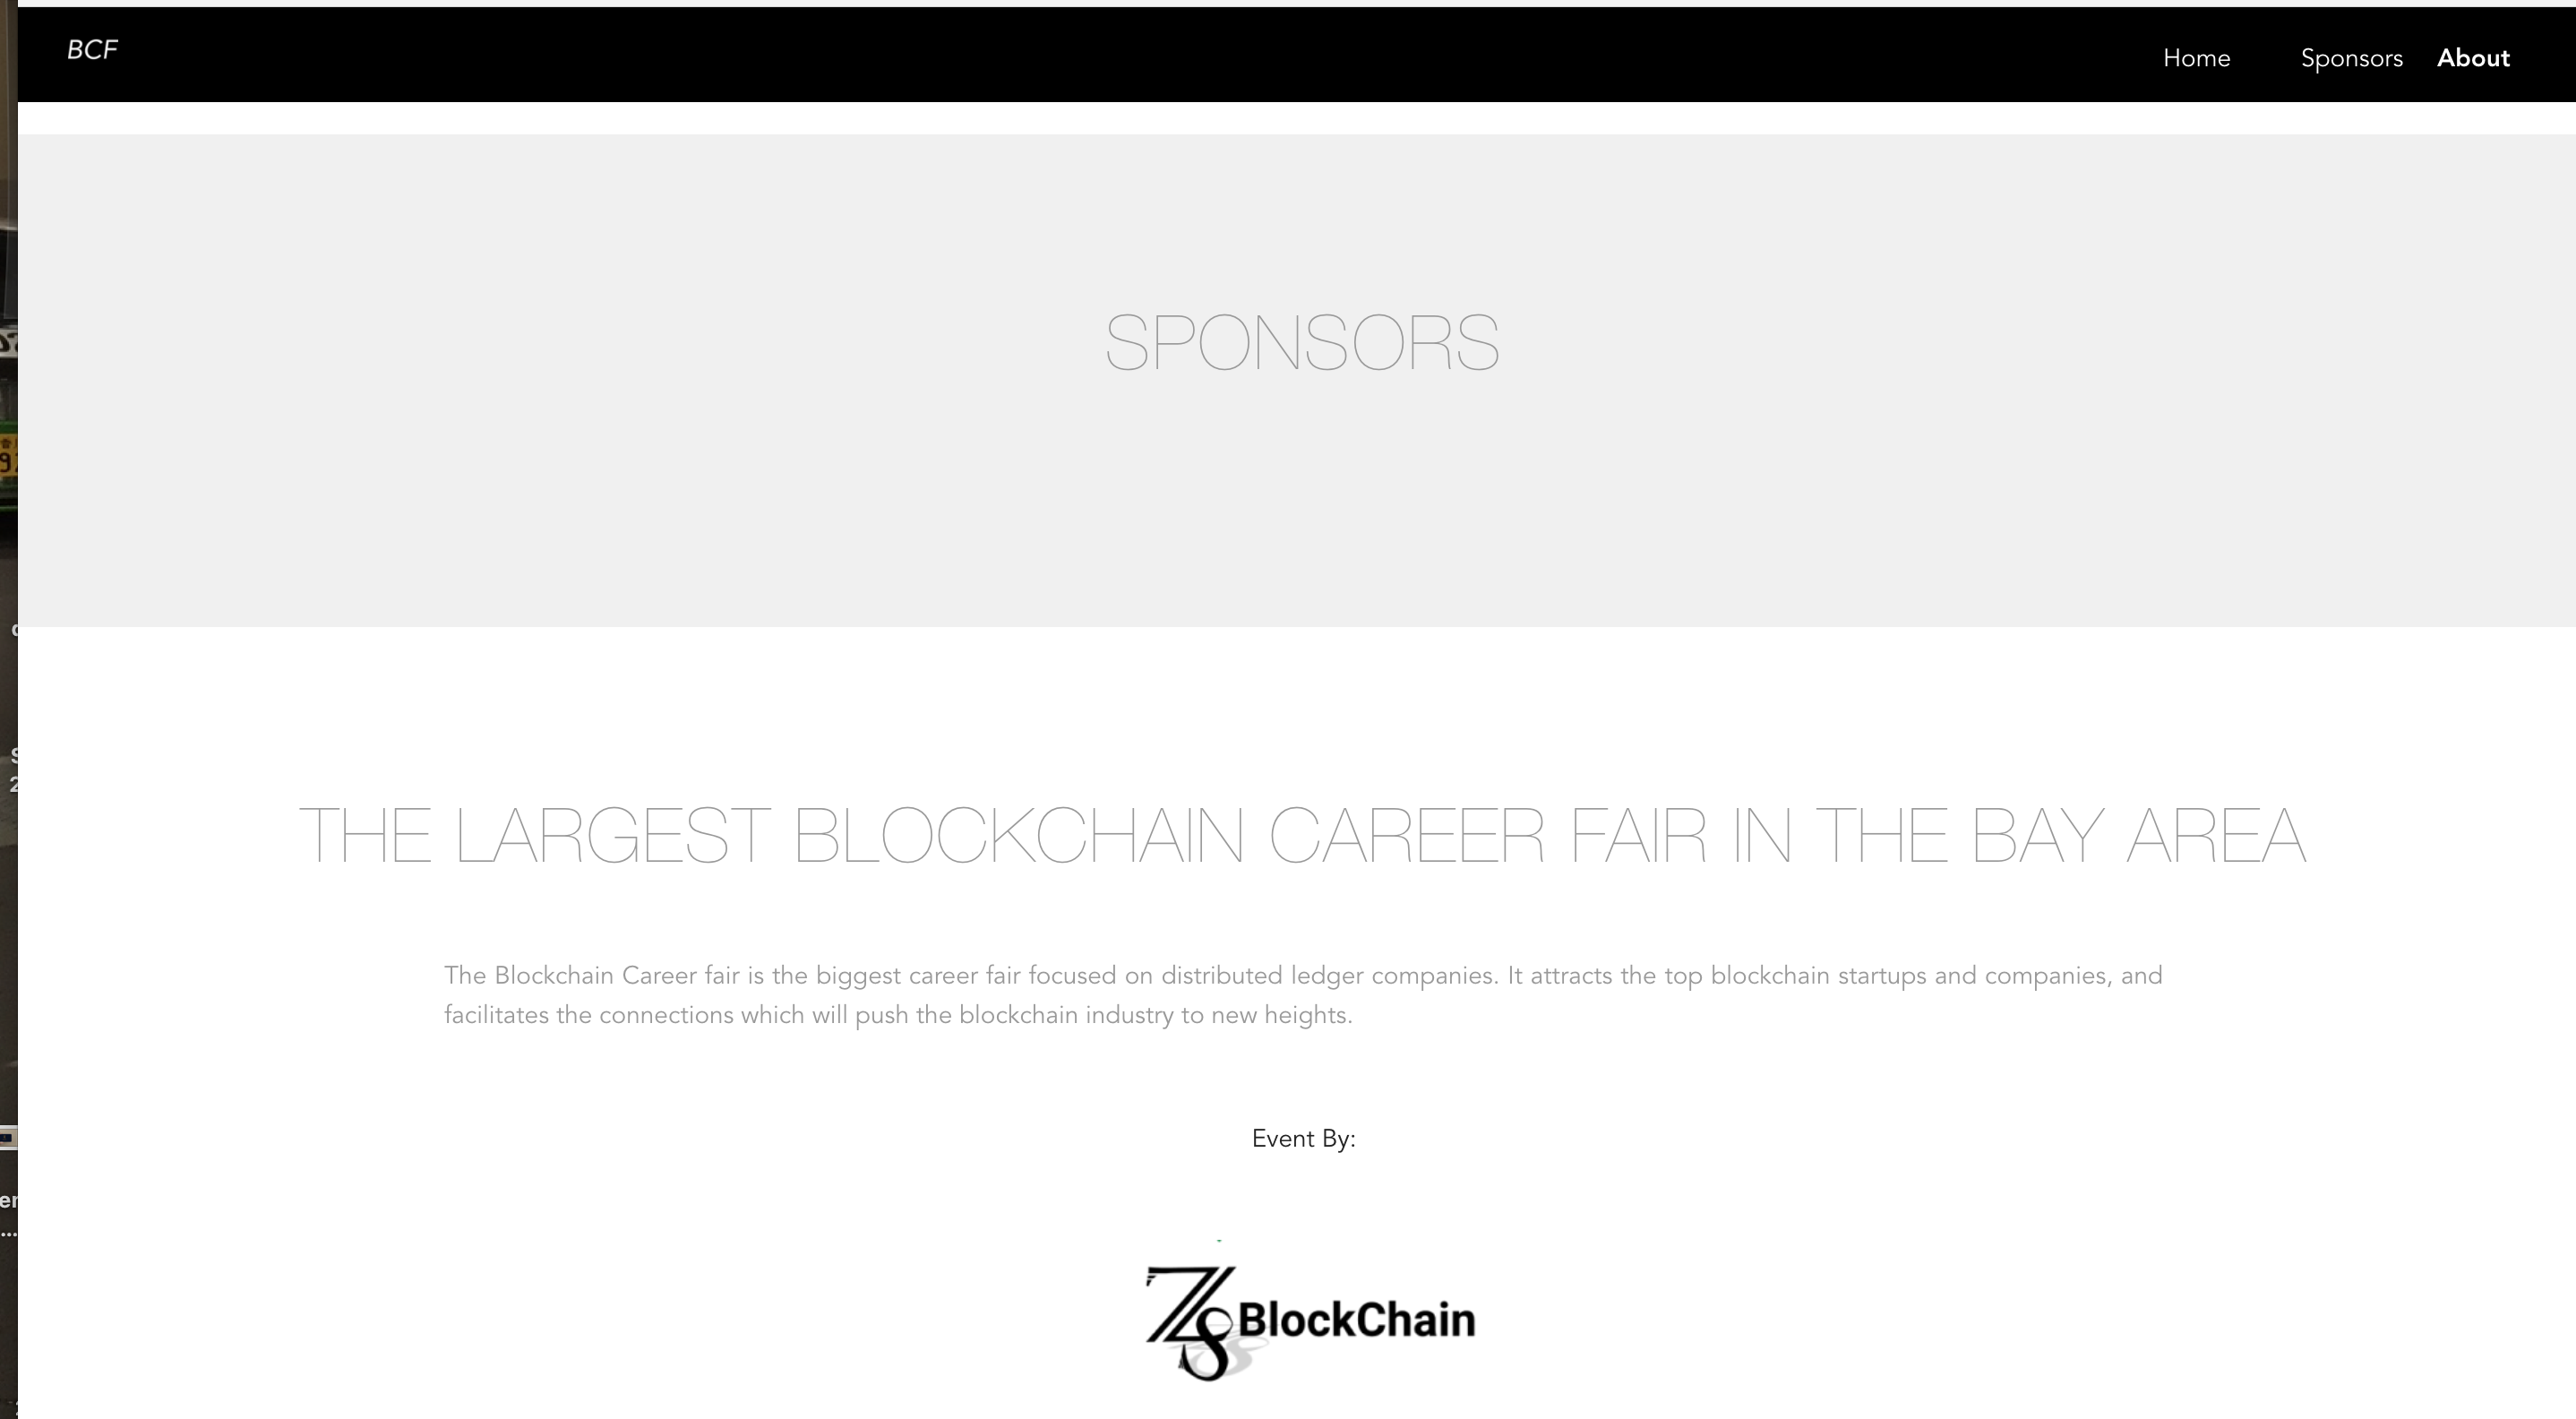 BCF
Home Sponsors About
SPONSORS
THE LARGEST BLOCKCHAIN CAREER FAIR IN THE BAY AREA
The Blockchain Career fair is the biggest career fair focused on distributed ledger companies. It attracts the top blockchain startups and companies, and
facilitates the connections which will push the blockchain industry to new heights.
Event By:
BlockChain